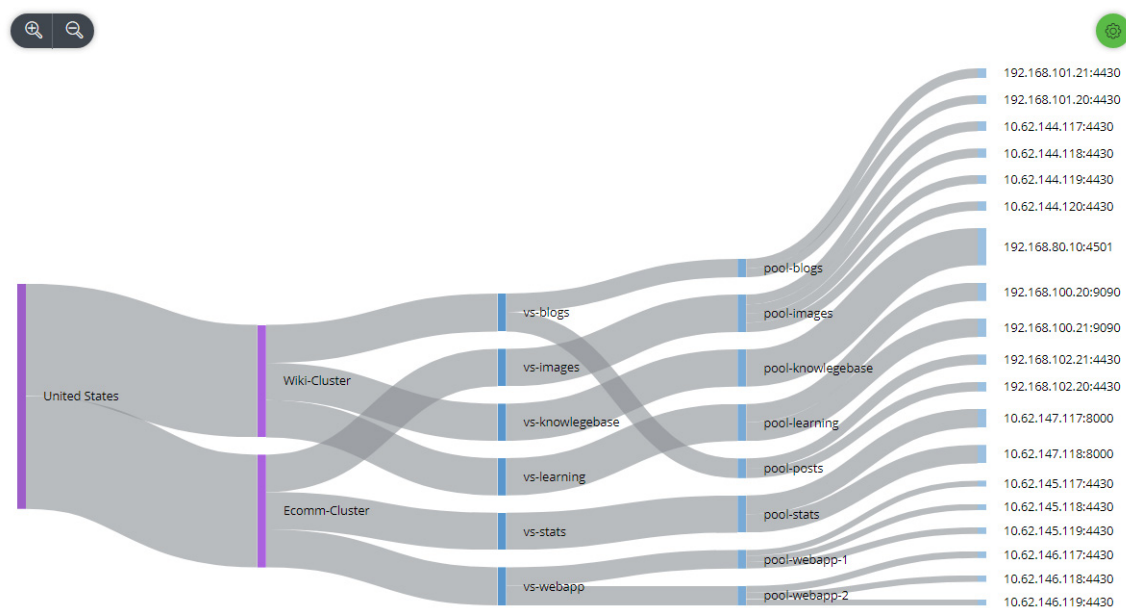 United States
Wiki-Cluster
Ecomm-Cluster
vs-blogs
vs-images
vs-knowlegebase
vs-learning
vs-stats
vs-webapp
pool-blogs
pool-images
pool-knowlegebase
pool-learning
pool-posts
pool-stats
pool-webapp-1
pool-webapp-2
192.168.101.21:4430
192.168.101.20:4430
10.62.144.117:4430
10.62.144.118:4430
10.62.144.119:4430
10.62.144.120:4430
192.168.80.10:4501
192.168.100.20:9090
192.168.100.21:9090
192.168.102.21:4430
192.168.102.20:4430
10.62.147.117:8000
10.62.147.118:8000
10.62.145.117:4430
10.62.145.118:4430
10.62.145.119:4430
10.62.146.117:4430
10.62.146.118:4430
10.62.146.119:4430